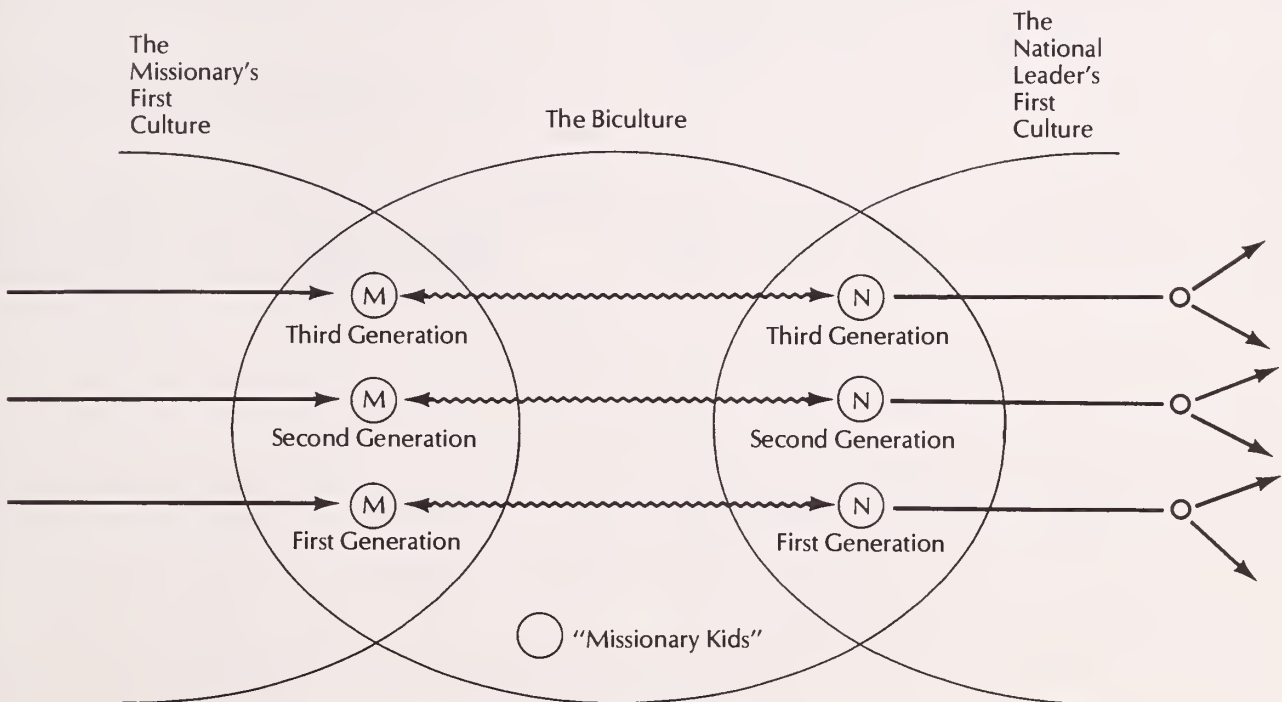 The
Missionary's
First
Culture
The Biculture
The
National
Leader's
First
Culture
M
N
Third Generation
Third Generation
M
N
Second Generation
Second Generation
M
N
First Generation
First Generation
"Missionary Kids"